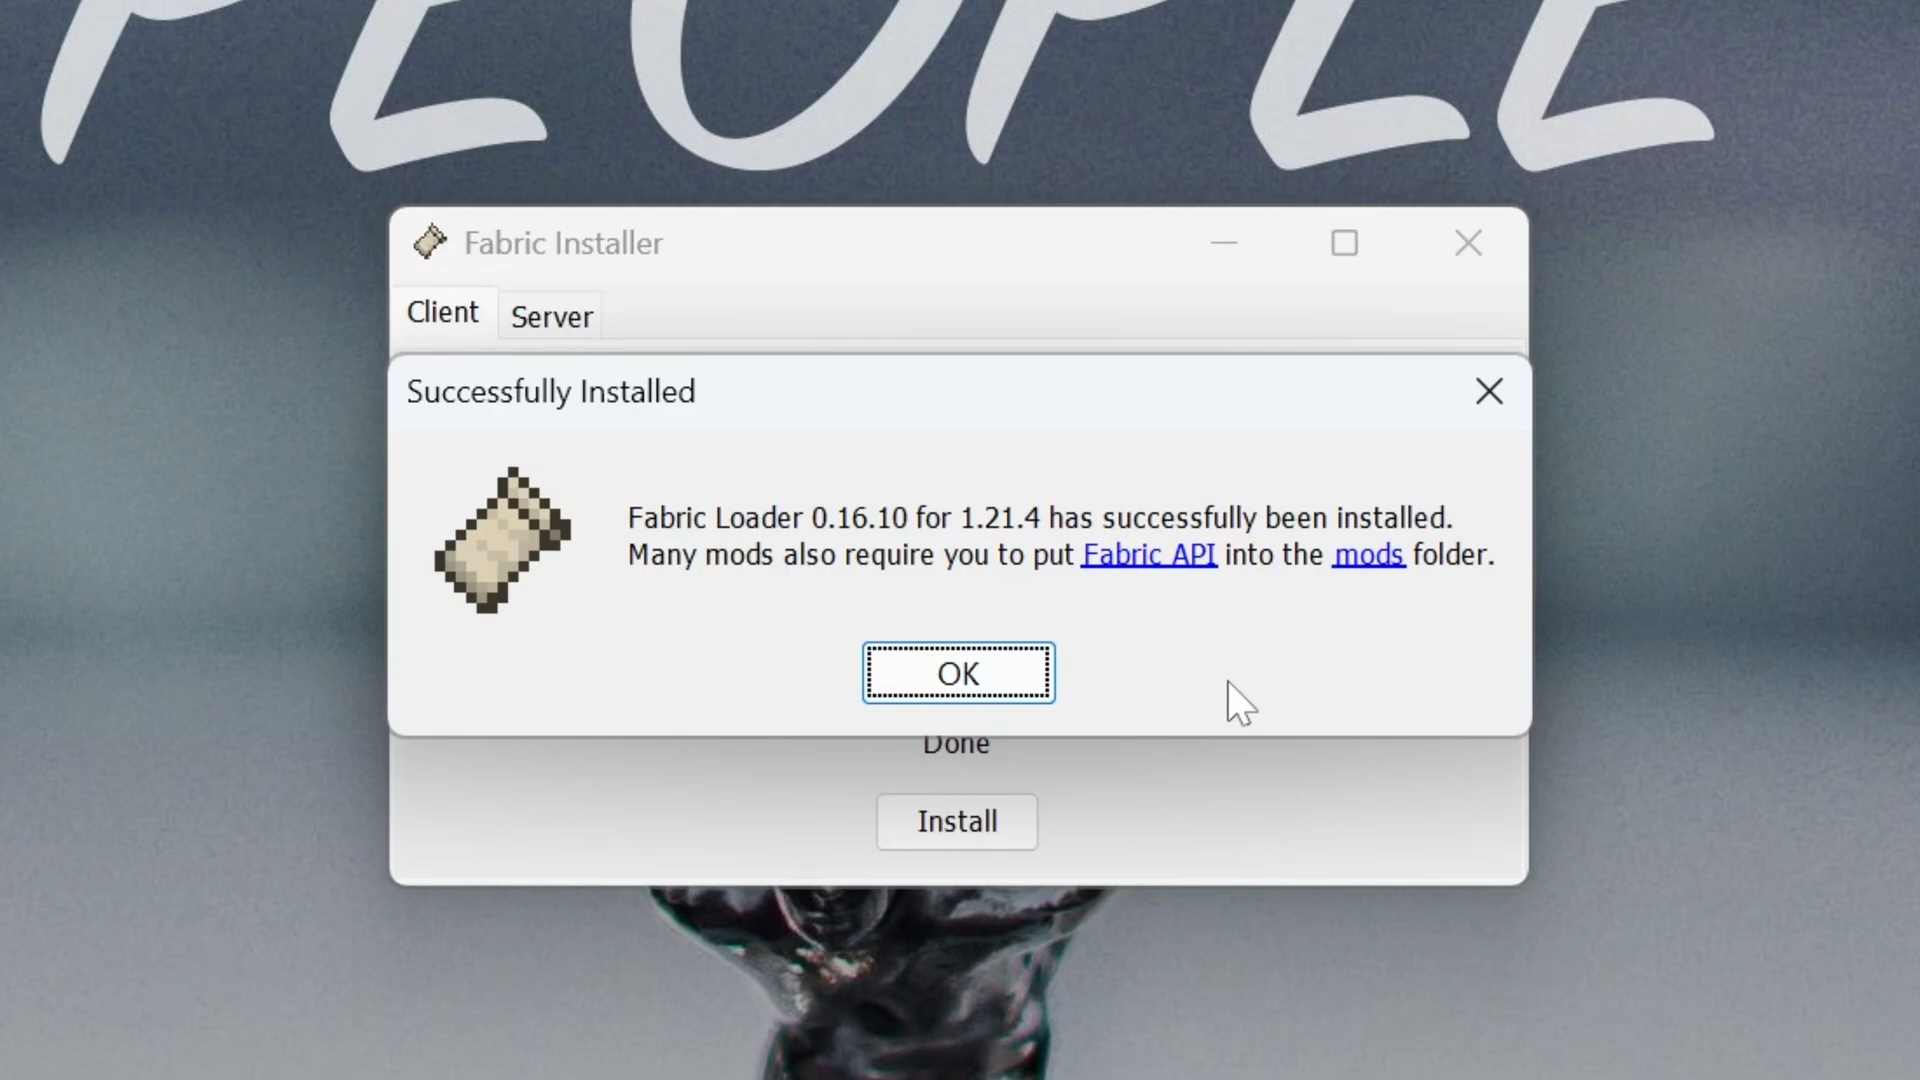 PEOPLE
Fabric Installer
Client
Server
Successfully Installed
Fabric Loader 0.16.10 for 1.21.4 has successfully been installed.
Many mods also require you to put Fabric API into the mods folder.
OK
Done
Install